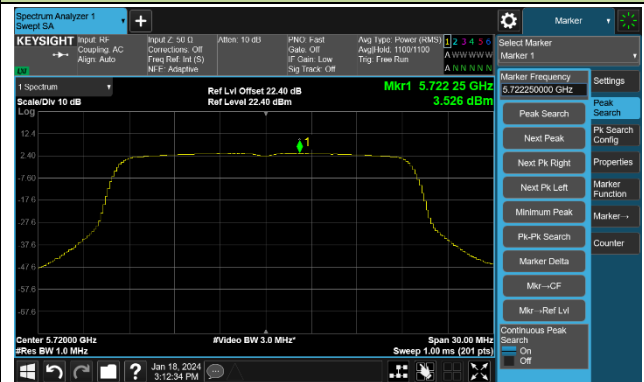 Spectrum Analyzer 1
Swept SA
Marker
KEYSIGHT
Input: RF
Coupling: AC
Align: Auto
Input Z: 50 Ω
Corrections: Off
Freq Ref: Int (S)
NFE: Adaptive
Atten: 10 dB
PNO: Fast
Gate: Off
IF Gain: Low
Sig Track: Off
Avg Type: Power (RMS)
Avg|Hold: 1100/1100
Trig: Free Run
1 2 3 4 5 6
A W W W W W
A N N N N N
LVI
Select Marker
Marker 1
1 Spectrum
Scale/Div 10 dB
Log
Ref Lvl Offset 22.40 dB
Ref Level 22.40 dBm
Mkr1 5.722 25 GHz
3.526 dBm
12.4
2.40
-7.60
-17.6
-27.6
-37.6
-47.6
-57.6
-67.6
1
Center 5.72000 GHz
#Res BW 1.0 MHz
#Video BW 3.0 MHz*
Span 30.00 MHz
Sweep 1.00 ms (201 pts)
Marker Frequency
5.722250000 GHz
Peak Search
Next Peak
Next Pk Right
Next Pk Left
Minimum Peak
Pk-Pk Search
Marker Delta
Mkr→CF
Mkr→Ref Lvl
Continuous Peak
Search
On
Off
Settings
Peak
Search
Pk Search
Config
Properties
Marker
Function
Marker→
Counter
Jan 18, 2024
3:12:34 PM